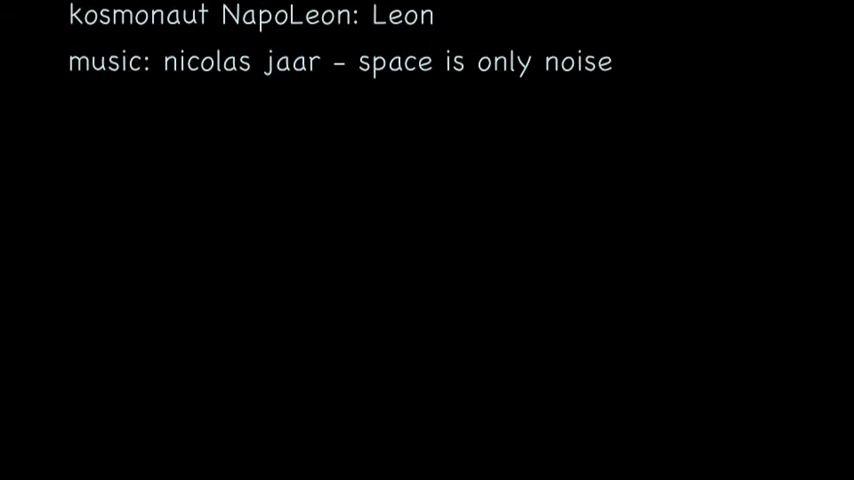 kosmonaut NapoLeon: Leon
music: nicolas jaar - space is only noise